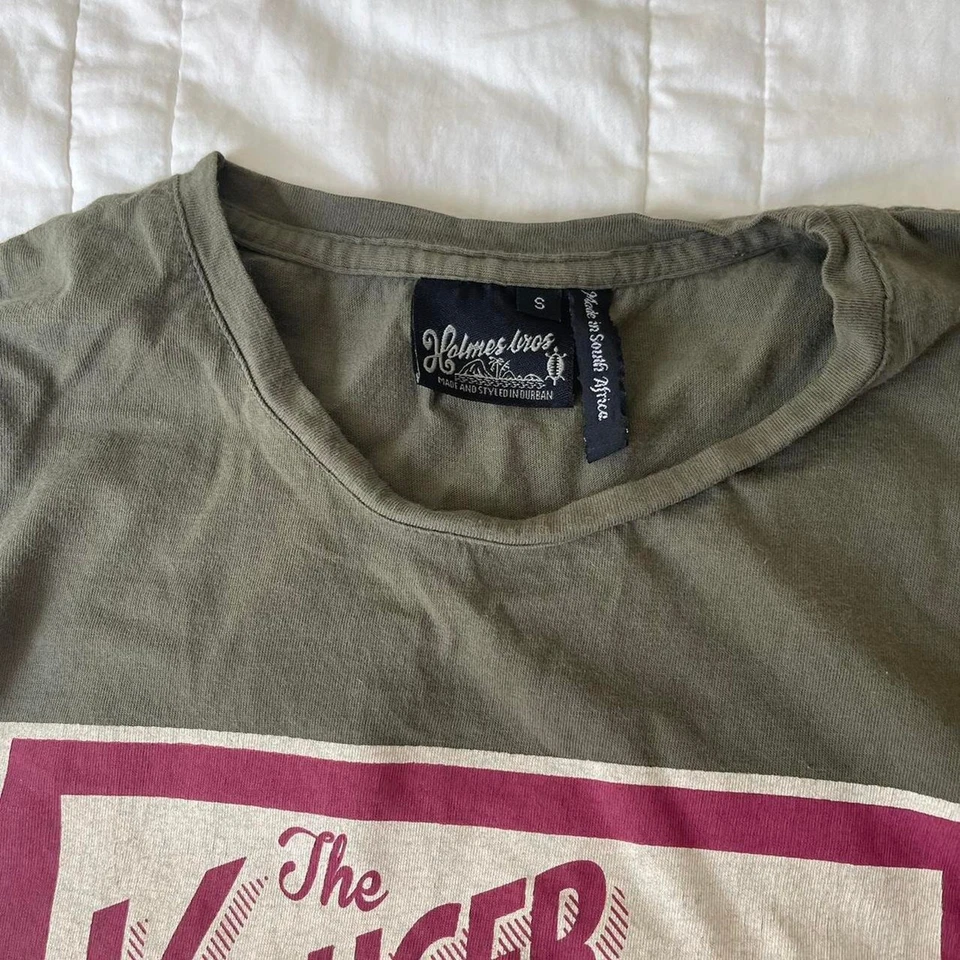 S
Holmes bros.
MADE AND STYLED IN DURBAN
Made in South Africa
The